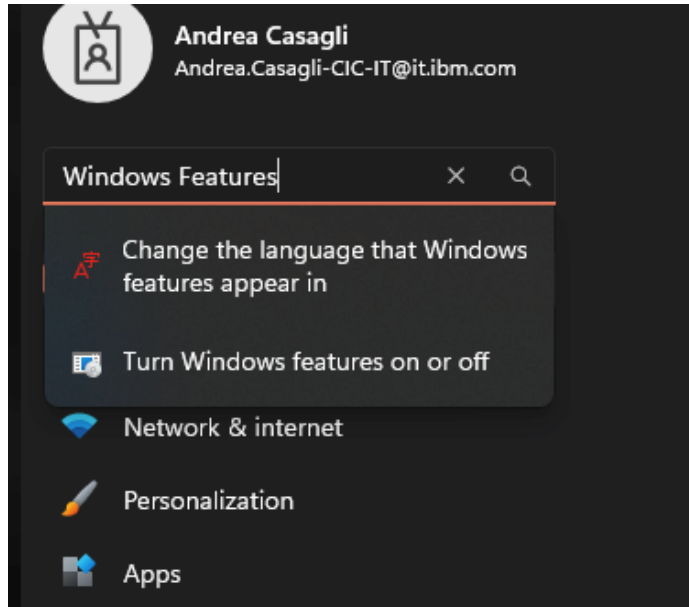 Andrea Casagli
Andrea.Casagli-CIC-IT@it.ibm.com
Windows Features
Change the language that Windows
features appear in
Turn Windows features on or off
Network & internet
Personalization
Apps